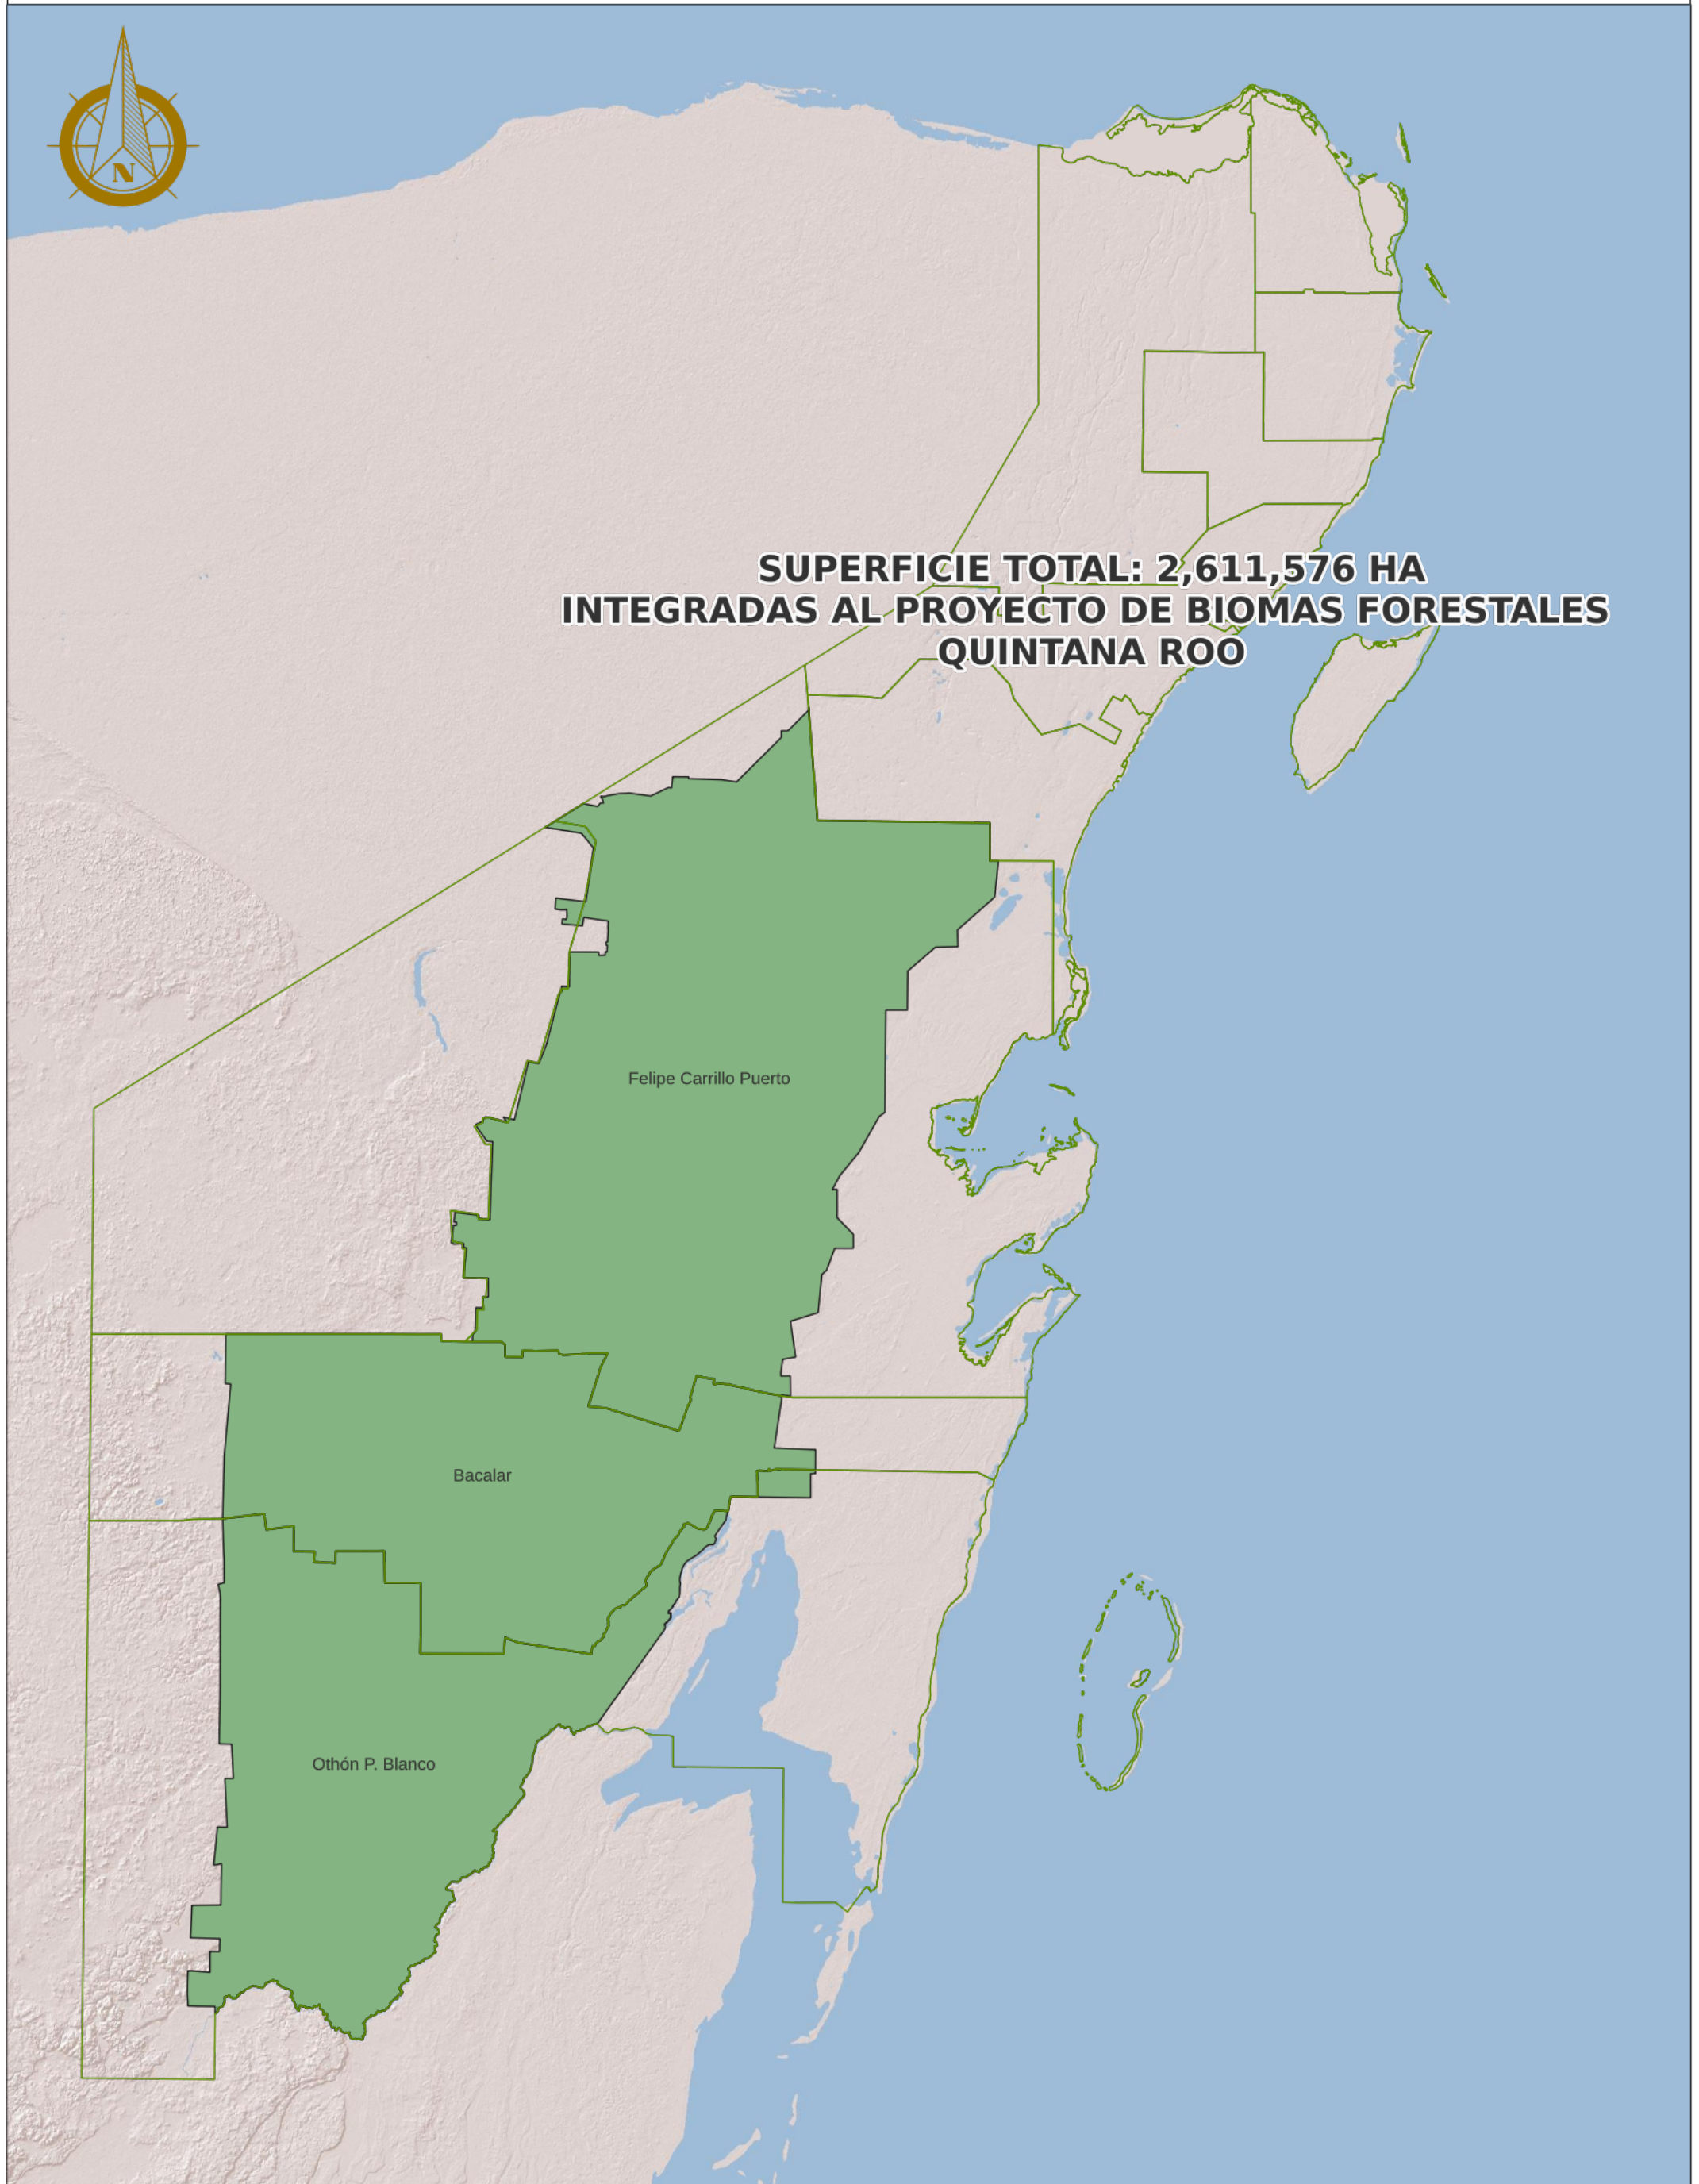 N
SUPERFICIE TOTAL: 2,611,576 HA
INTEGRADAS AL PROYECTO DE BIOMAS FORESTALES
QUINTANA ROO
Felipe Carrillo Puerto
Bacalar
Othón P. Blanco